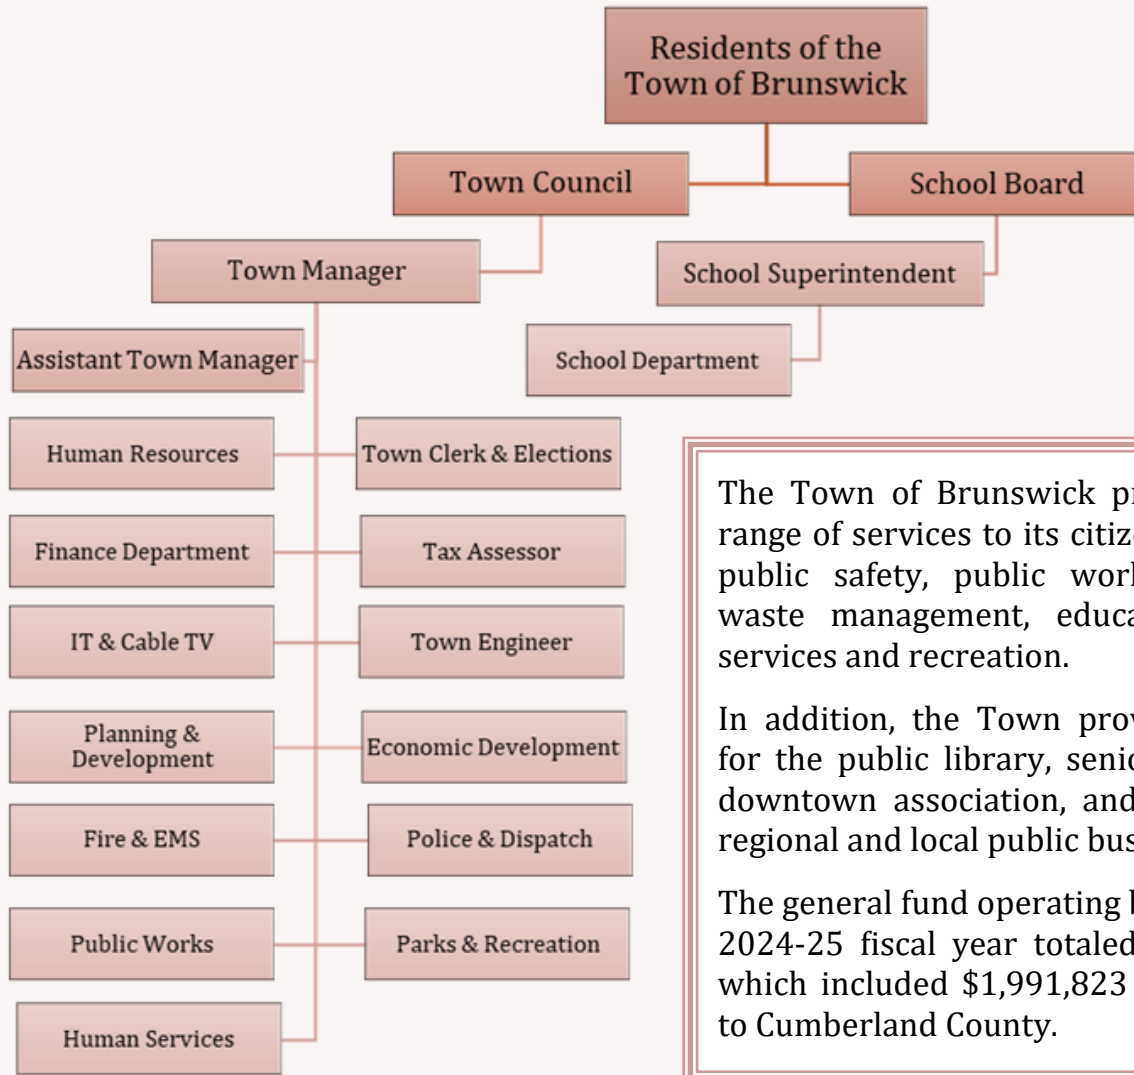 Residents of the
Town of Brunswick
Town Council
School Board
Town Manager
School Superintendent
Assistant Town Manager
School Department
Human Resources
Town Clerk & Elections
Finance Department
Tax Assessor
IT & Cable TV
Town Engineer
Planning &
Development
Economic Development
Fire & EMS
Police & Dispatch
Public Works
Parks & Recreation
Human Services
The Town of Brunswick
range of services to its
public safety, public
waste management,
services and recreation.
In addition, the Town
for the public library,
downtown association, and
regional and local public bus
The general fund operating
2024-25 fiscal year totaled
which included $1,991,823
to Cumberland County.